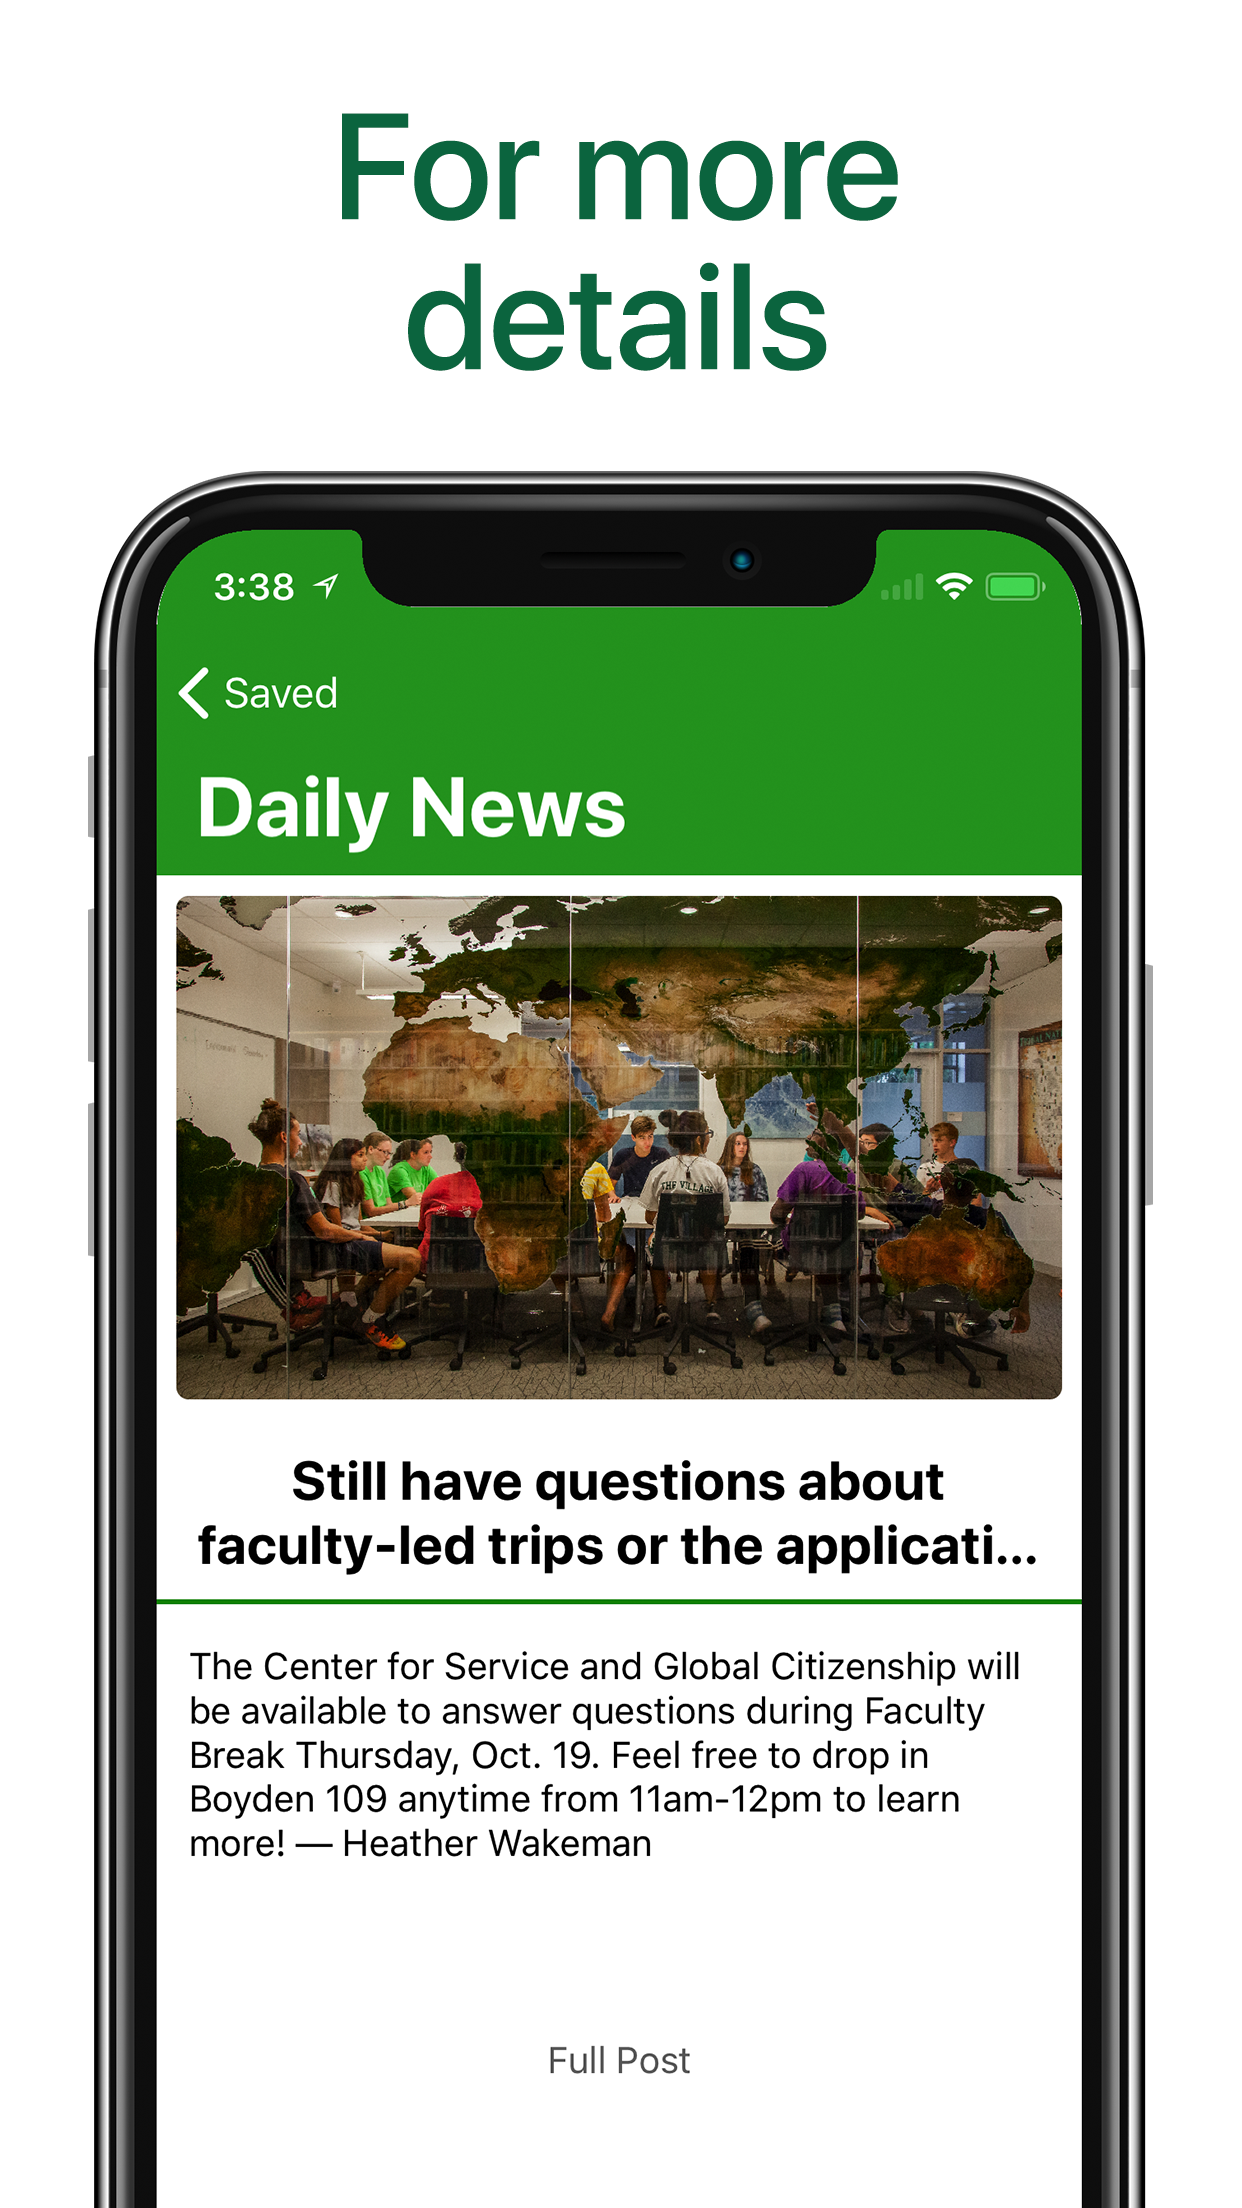 For more
details
3:38
Saved
Daily News
THE VILLAGE
Still have questions about
faculty-led trips or the applicati...
The Center for Service and Global Citizenship will
be available to answer questions during Faculty
Break Thursday, Oct. 19. Feel free to drop in
Boyden 109 anytime from 11am-12pm to learn
more! — Heather Wakeman
Full Post